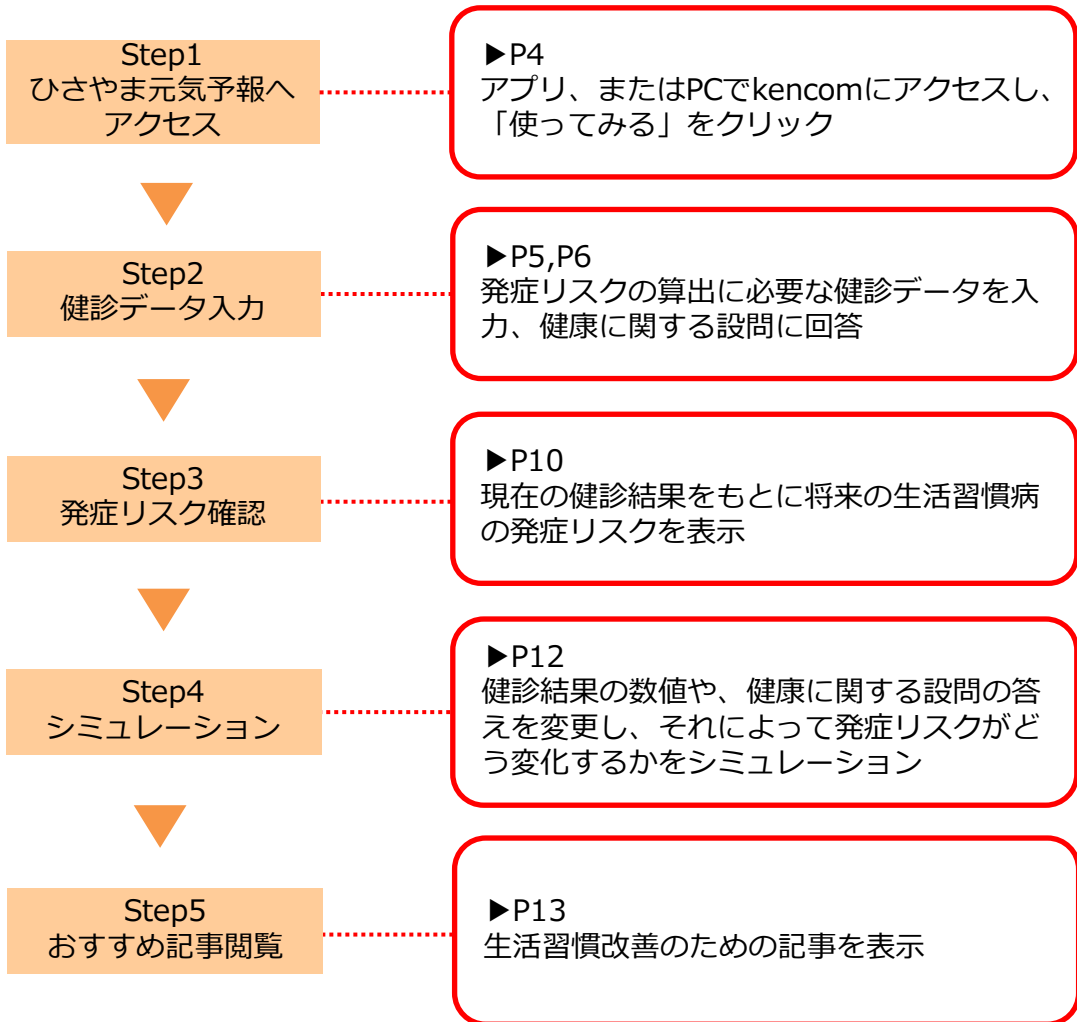 Step1
ひさやま元気予報へ
アクセス
▶P4
アプリ、またはPCでkencomにアクセスし、
「使ってみる」をクリック
Step2
健診データ入力
▶P5,P6
発症リスクの算出に必要な健診データを入
力、健康に関する設問に回答
Step3
発症リスク確認
▶P10
現在の健診結果をもとに将来の生活習慣病
の発症リスクを表示
Step4
シミュレーション
▶P12
健診結果の数値や、健康に関する設問の答
えを変更し、それによって発症リスクがど
う変化するかをシミュレーション
Step5
おすすめ記事閲覧
▶P13
生活習慣改善のための記事を表示